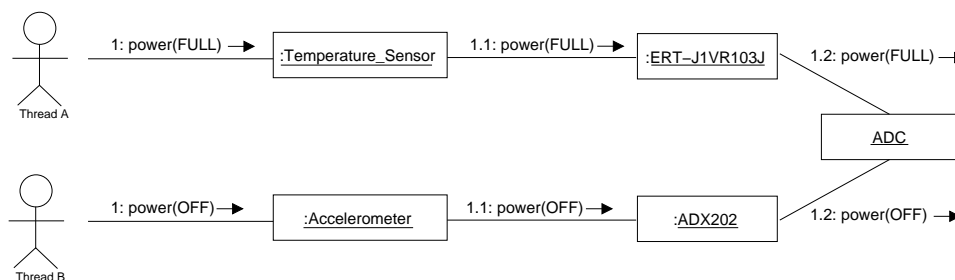 1: power(FULL)
:Temperature_Sensor
1.1: power(FULL)
:ERT–J1VR103J
1.2: power(FULL)
Thread A
ADC
1: power(OFF)
:Accelerometer
1.1: power(OFF)
:ADX202
1.2: power(OFF)
Thread B